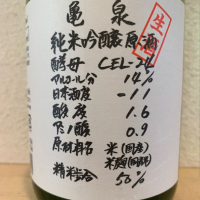 亀泉
生酒
純米吟醸原酒
酵母 CEL-24
アルコール分 14%
日本酒度 -11
酸度 1.6
アミノ酸 0.9
原材料名 米(国産)
米麹(国産米)
精米歩合 50%